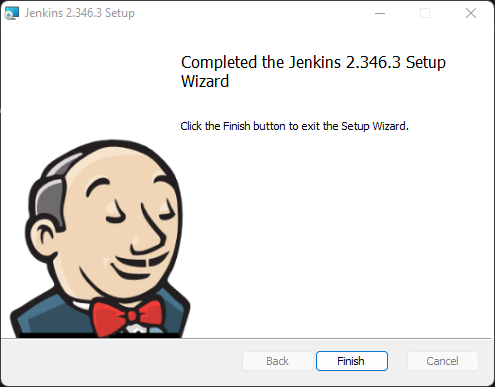 Jenkins 2.346.3 Setup
Completed the Jenkins 2.346.3 Setup
Wizard
Click the Finish button to exit the Setup Wizard.
Back
Finish
Cancel